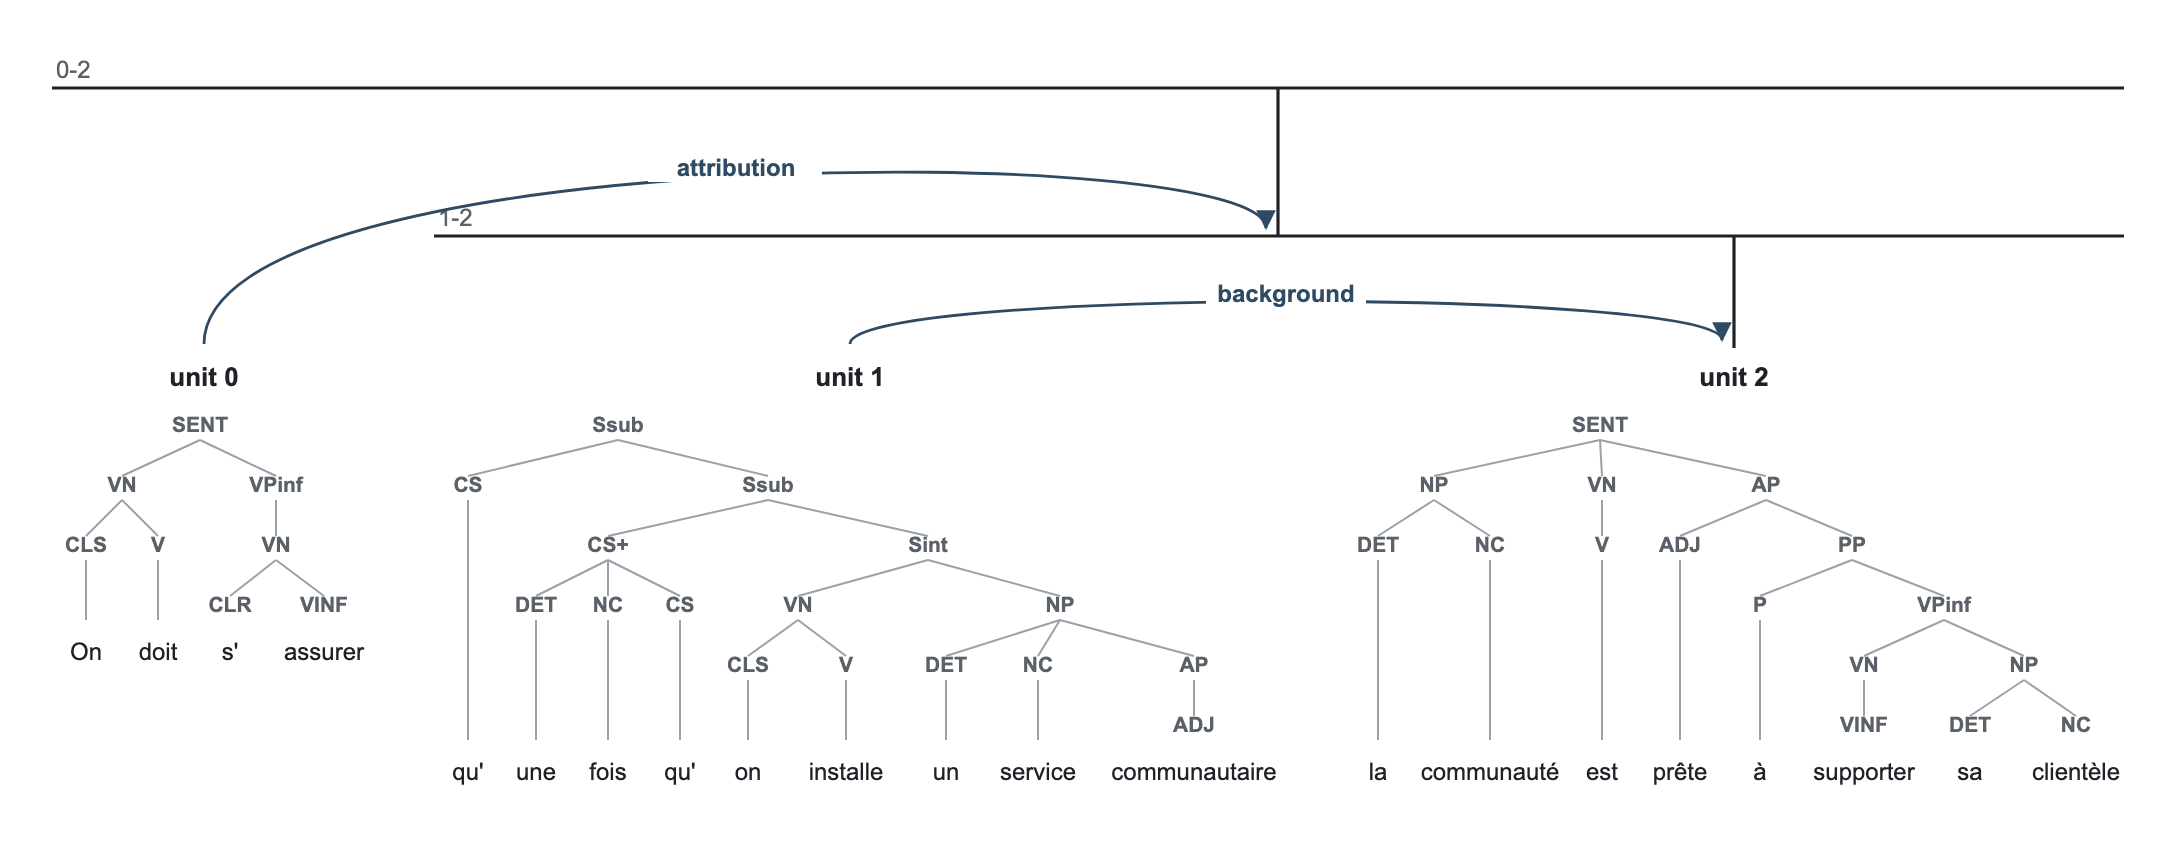 0-2
attribution
1-2
background
unit 0 unit 1 unit 2
SENT Ssub SENT
VN VPinf CS Ssub NP VN AP
CLS V VN CS+ Sint DET NC V ADJ PP
CLR VINF DET NC CS VN NP P VPinf
On doit s' assurer CLS V DET NC AP VN NP
ADJ VINF DET NC
qu' une fois qu' on installe un service communautaire la communauté est prête à supporter sa clientèle